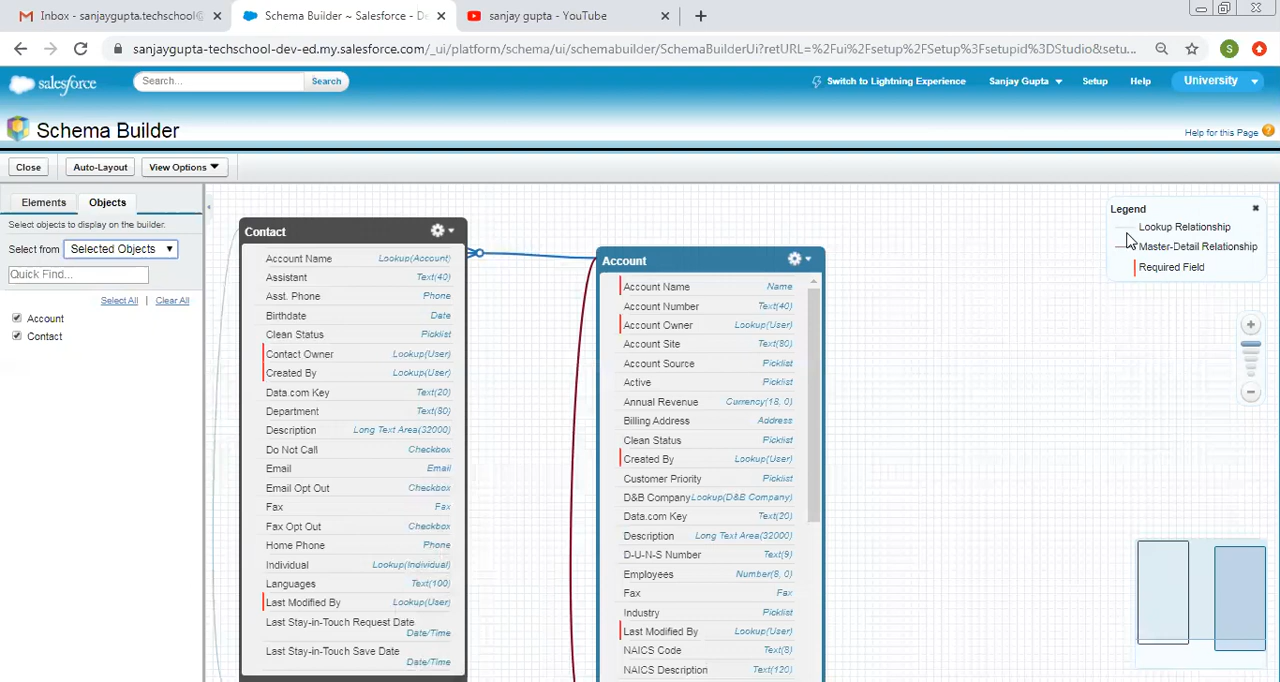 Inbox - sanjaygupta.techschool@
Schema Builder ~ Salesforce - De
sanjay gupta - YouTube
sanjaygupta-techschool-dev-ed.my.salesforce.com/_ui/platform/schema/ui/schemabuilder/SchemaBuilderUi?retURL=%2Fui%2Fsetup%2FSetup%3Fsetupid%3DStudio&setu...
S
salesforce
Search...
Search
Switch to Lightning Experience
Sanjay Gupta
Setup
Help
University
Schema Builder
Help for this Page
Close
Auto-Layout
View Options
Elements
Objects
Select objects to display on the builder.
Select from
Selected Objects
Quick Find...
Select All | Clear All
Account
Contact
Contact
Account Name Lookup(Account)
Assistant Text(40)
Asst. Phone Phone
Birthdate Date
Clean Status Picklist
Contact Owner Lookup(User)
Created By Lookup(User)
Data.com Key Text(20)
Department Text(80)
Description Long Text Area(32000)
Do Not Call Checkbox
Email Email
Email Opt Out Checkbox
Fax Fax
Fax Opt Out Checkbox
Home Phone Phone
Individual Lookup(Individual)
Languages Text(100)
Last Modified By Lookup(User)
Last Stay-in-Touch Request Date
Date/Time
Last Stay-in-Touch Save Date
Date/Time
Account
Account Name Name
Account Number Text(40)
Account Owner Lookup(User)
Account Site Text(80)
Account Source Picklist
Active Picklist
Annual Revenue Currency(18, 0)
Billing Address Address
Clean Status Picklist
Created By Lookup(User)
Customer Priority Picklist
D&B Company Lookup(D&B Company)
Data.com Key Text(20)
Description Long Text Area(32000)
D-U-N-S Number Text(9)
Employees Number(8, 0)
Fax Fax
Industry Picklist
Last Modified By Lookup(User)
NAICS Code Text(8)
NAICS Description Text(120)
Legend
Lookup Relationship
Master-Detail Relationship
Required Field